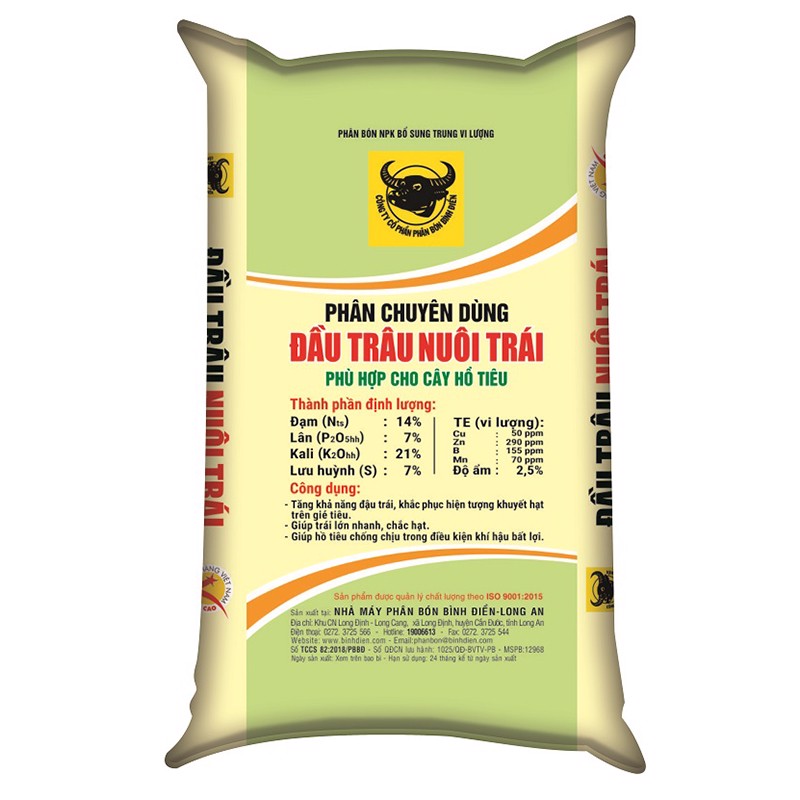 PHÂN BÓN NPK BỔ SUNG TRUNG VI LƯỢNG
CÔNG TY CỔ PHẦN PHÂN BÓN BÌNH ĐIỀN
PHÂN CHUYÊN DÙNG
ĐẦU TRÂU NUÔI TRÁI
PHÙ HỢP CHO CÂY HỒ TIÊU
Thành phần định lượng:
Đạm (Nts) : 14%
Lân (P2O5hh) : 7%
Kali (K2Ohh) : 21%
Lưu huỳnh (S) : 7%
TE (vi lượng):
Cu : 50 ppm
Zn : 290 ppm
B : 155 ppm
Mn : 70 ppm
Độ ẩm : 2,5%
Công dụng:
- Tăng khả năng đậu trái, khắc phục hiện tượng khuyết hạt
trên gié tiêu.
- Giúp trái lớn nhanh, chắc hạt.
- Giúp hồ tiêu chống chịu trong điều kiện khí hậu bất lợi.
Sản phẩm được quản lý chất lượng theo ISO 9001:2015
Sản xuất tại: NHÀ MÁY PHÂN BÓN BÌNH ĐIỀN-LONG AN
Địa chỉ: Khu CN Long Định - Long Cang, xã Long Định, huyện Cần Đước, tỉnh Long An
Điện thoại: 0272. 3725 566 - Hotline: 19006613 - Fax: 0272. 3725 544
Website: www.binhdien.com - Email:phanbon@binhdien.com
Số TCCS 82:2018/PBBĐ - Số QĐCN lưu hành: 1025/QĐ-BVTV-PB - MSPB:12968
Ngày sản xuất: Xem trên bao bì - Hạn sử dụng: 24 tháng kể từ ngày sản xuất
ĐẦU TRÂU NUÔI TRÁI
ĐẦU TRÂU NUÔI TRÁI
VIỆT NAM
CAO